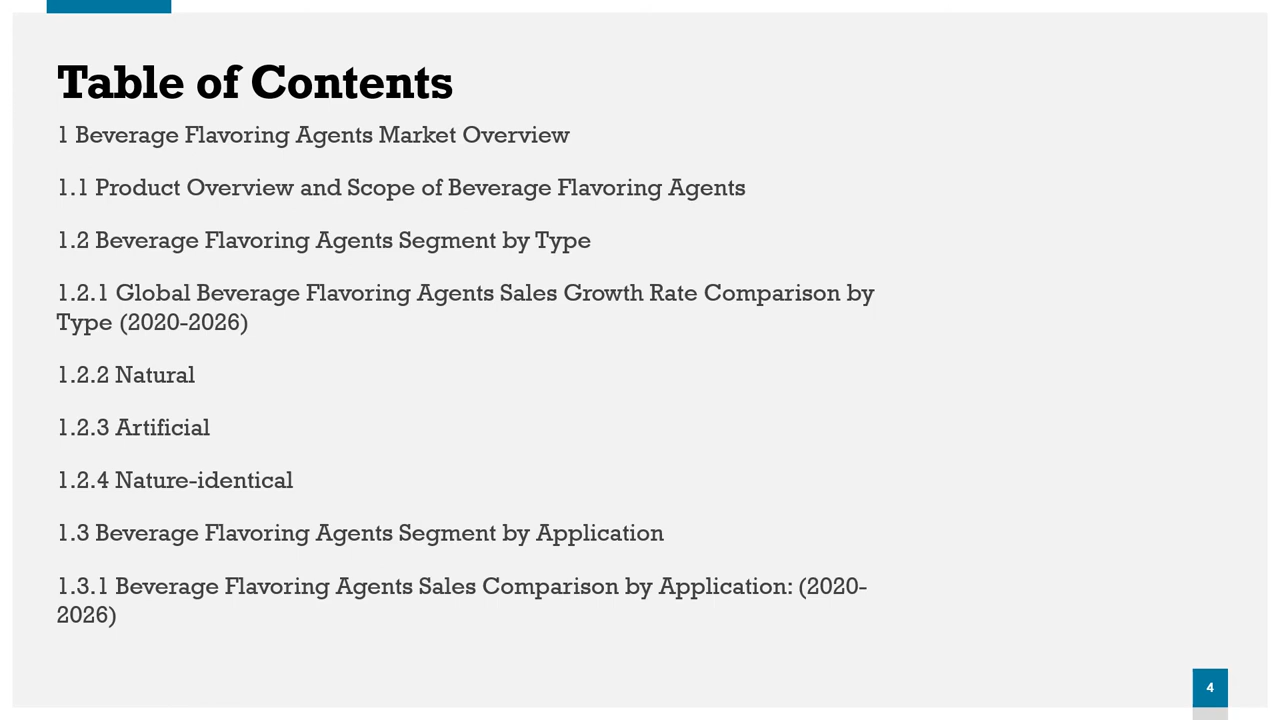 Table of Contents
1 Beverage Flavoring Agents Market Overview
1.1 Product Overview and Scope of Beverage Flavoring Agents
1.2 Beverage Flavoring Agents Segment by Type
1.2.1 Global Beverage Flavoring Agents Sales Growth Rate Comparison by
Type (2020-2026)
1.2.2 Natural
1.2.3 Artificial
1.2.4 Nature-identical
1.3 Beverage Flavoring Agents Segment by Application
1.3.1 Beverage Flavoring Agents Sales Comparison by Application: (2020-
2026)
4